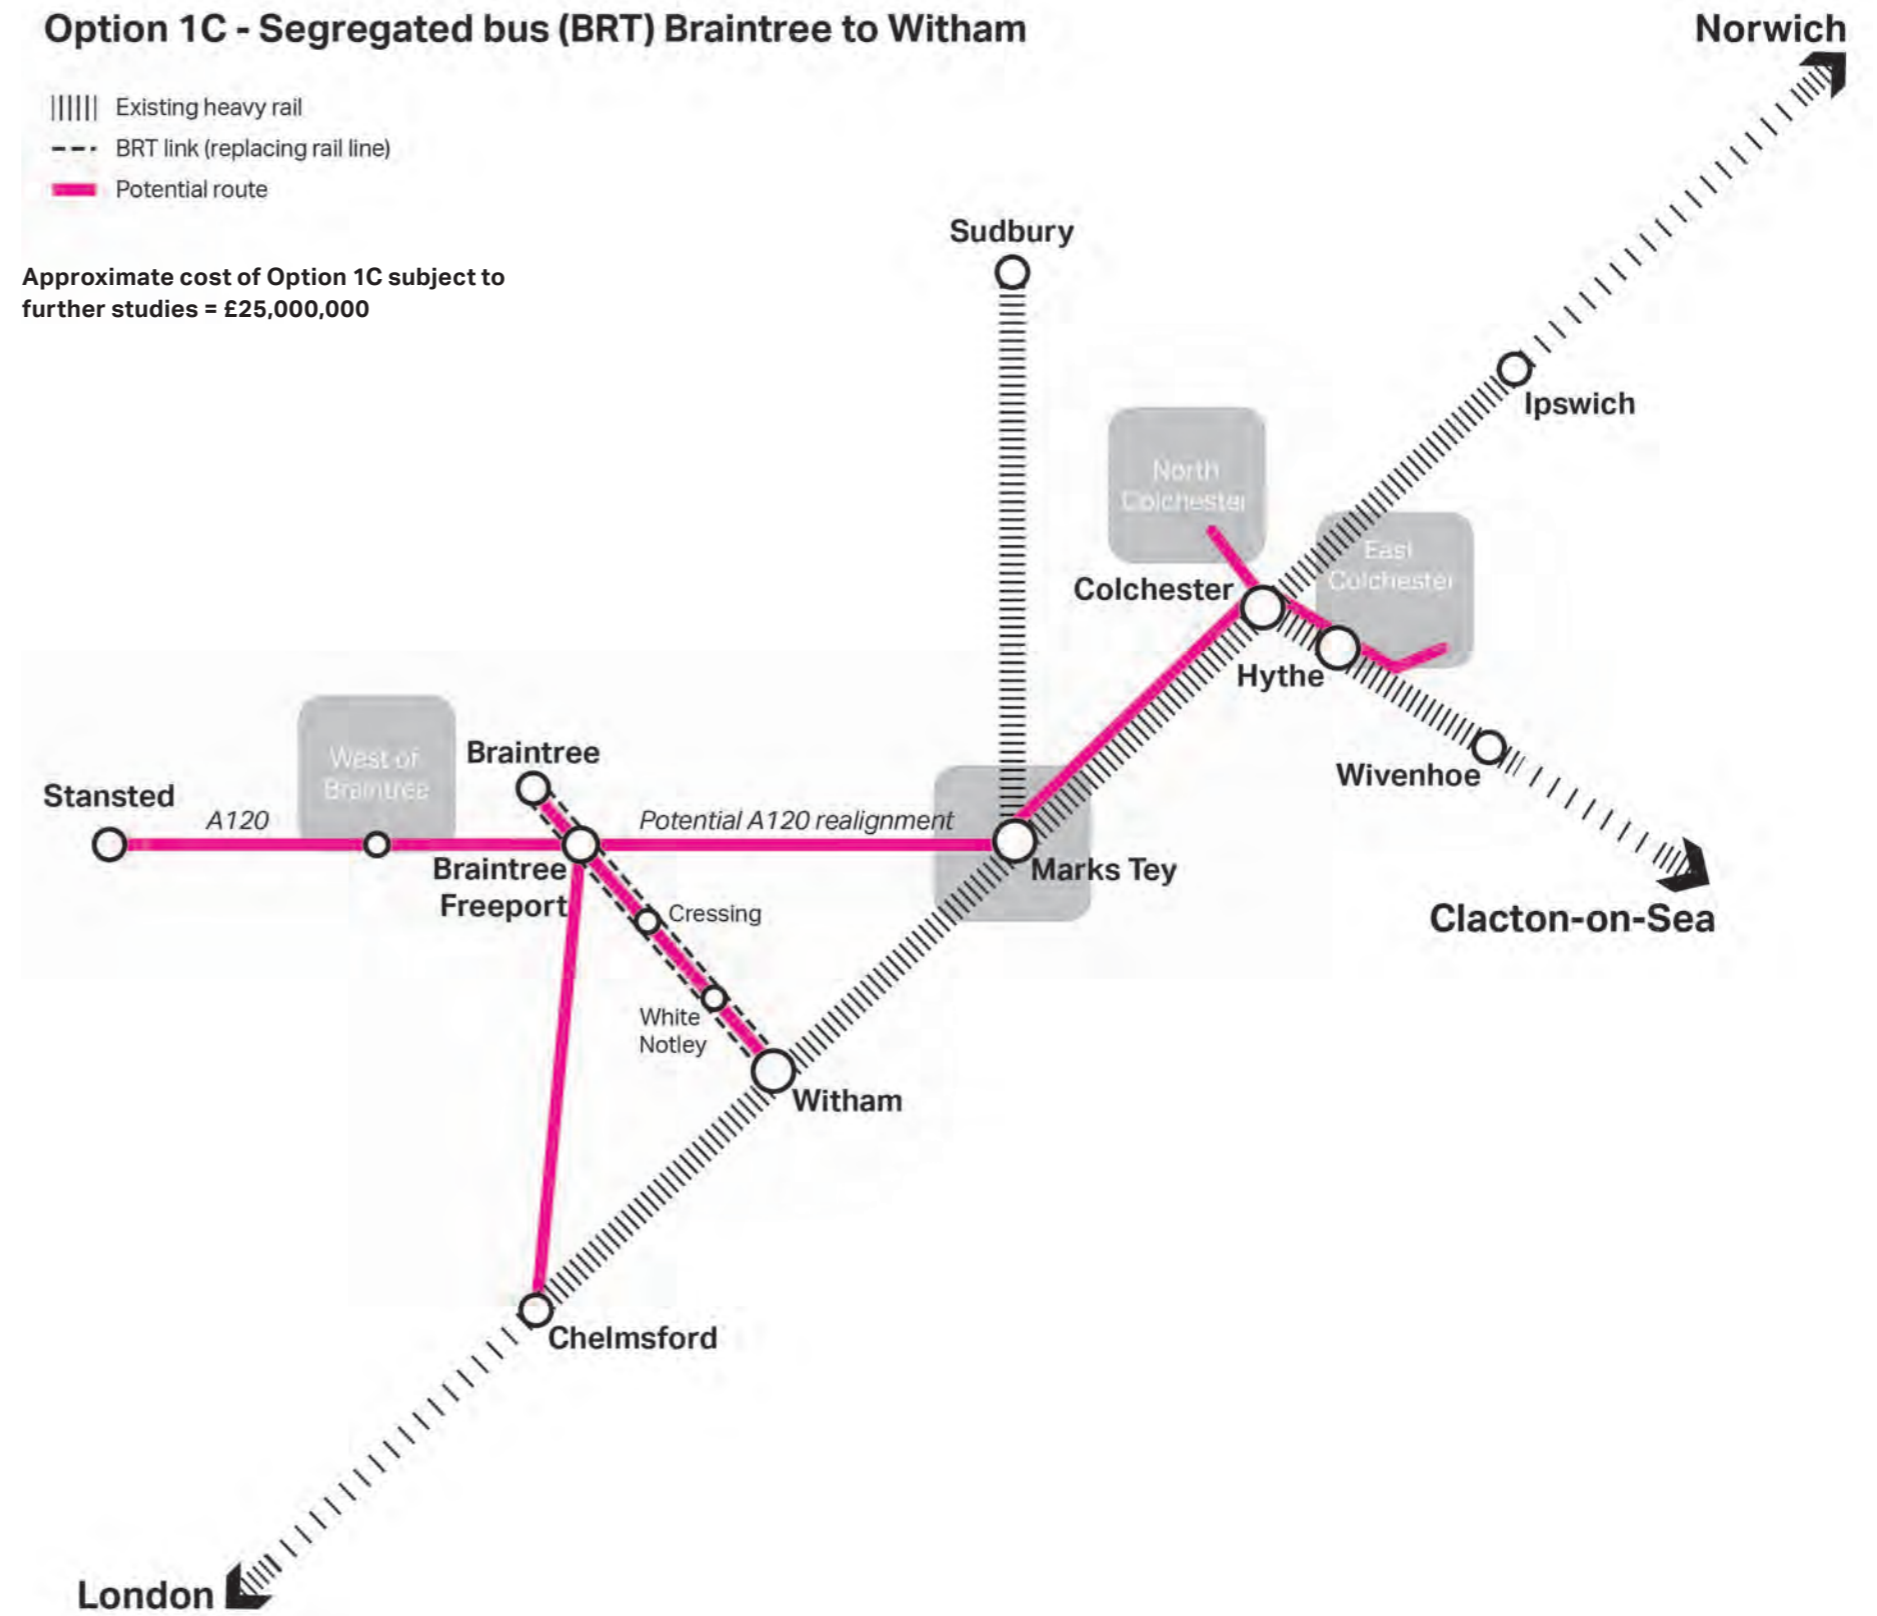 Option 1C - Segregated bus (BRT) Braintree to Witham
Norwich
Existing heavy rail
BRT link (replacing rail line)
Potential route
Sudbury
Approximate cost of Option 1C subject to
further studies = £25,000,000
Ipswich
North
Colchester
East
Colchester
Colchester
Hythe
West of
Braintree
Braintree
Wivenhoe
Stansted
A120
Potential A120 realignment
Braintree
Freeport
Marks Tey
Cressing
Clacton-on-Sea
White
Notley
Witham
Chelmsford
London